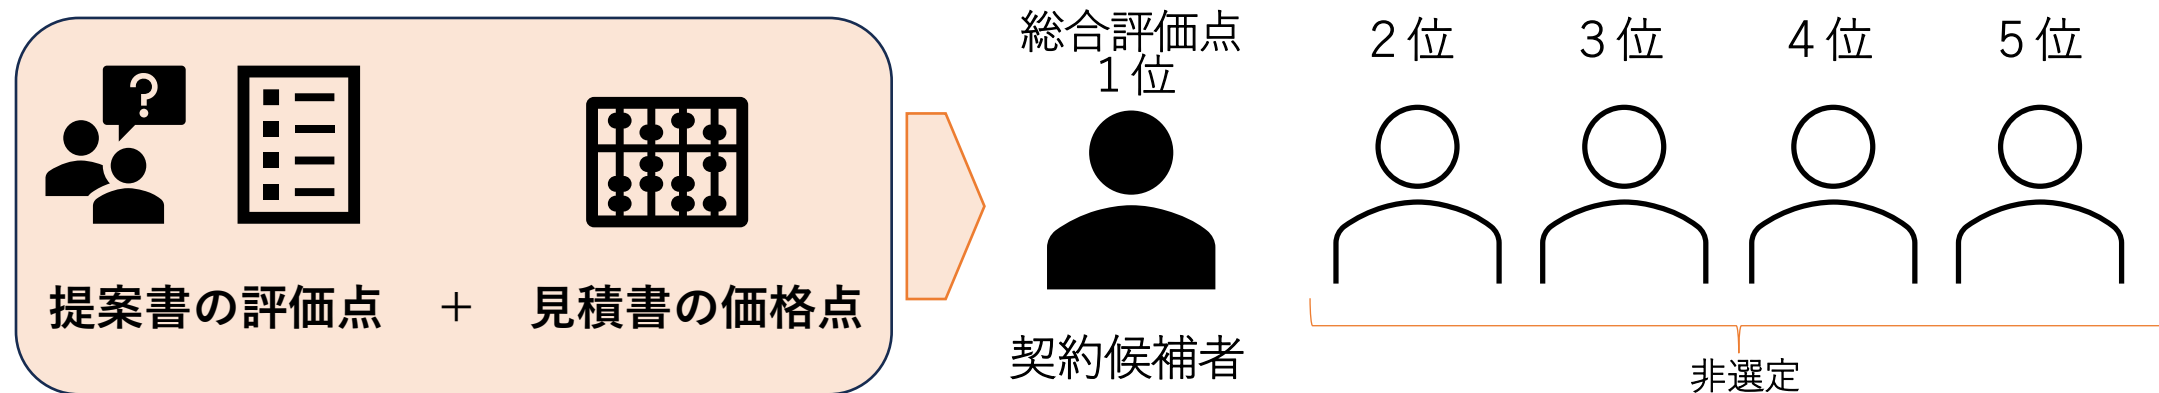 ?
提案書の評価点 + 見積書の価格点
総合評価点
1位
契約候補者
2位
3位
4位
5位
非選定